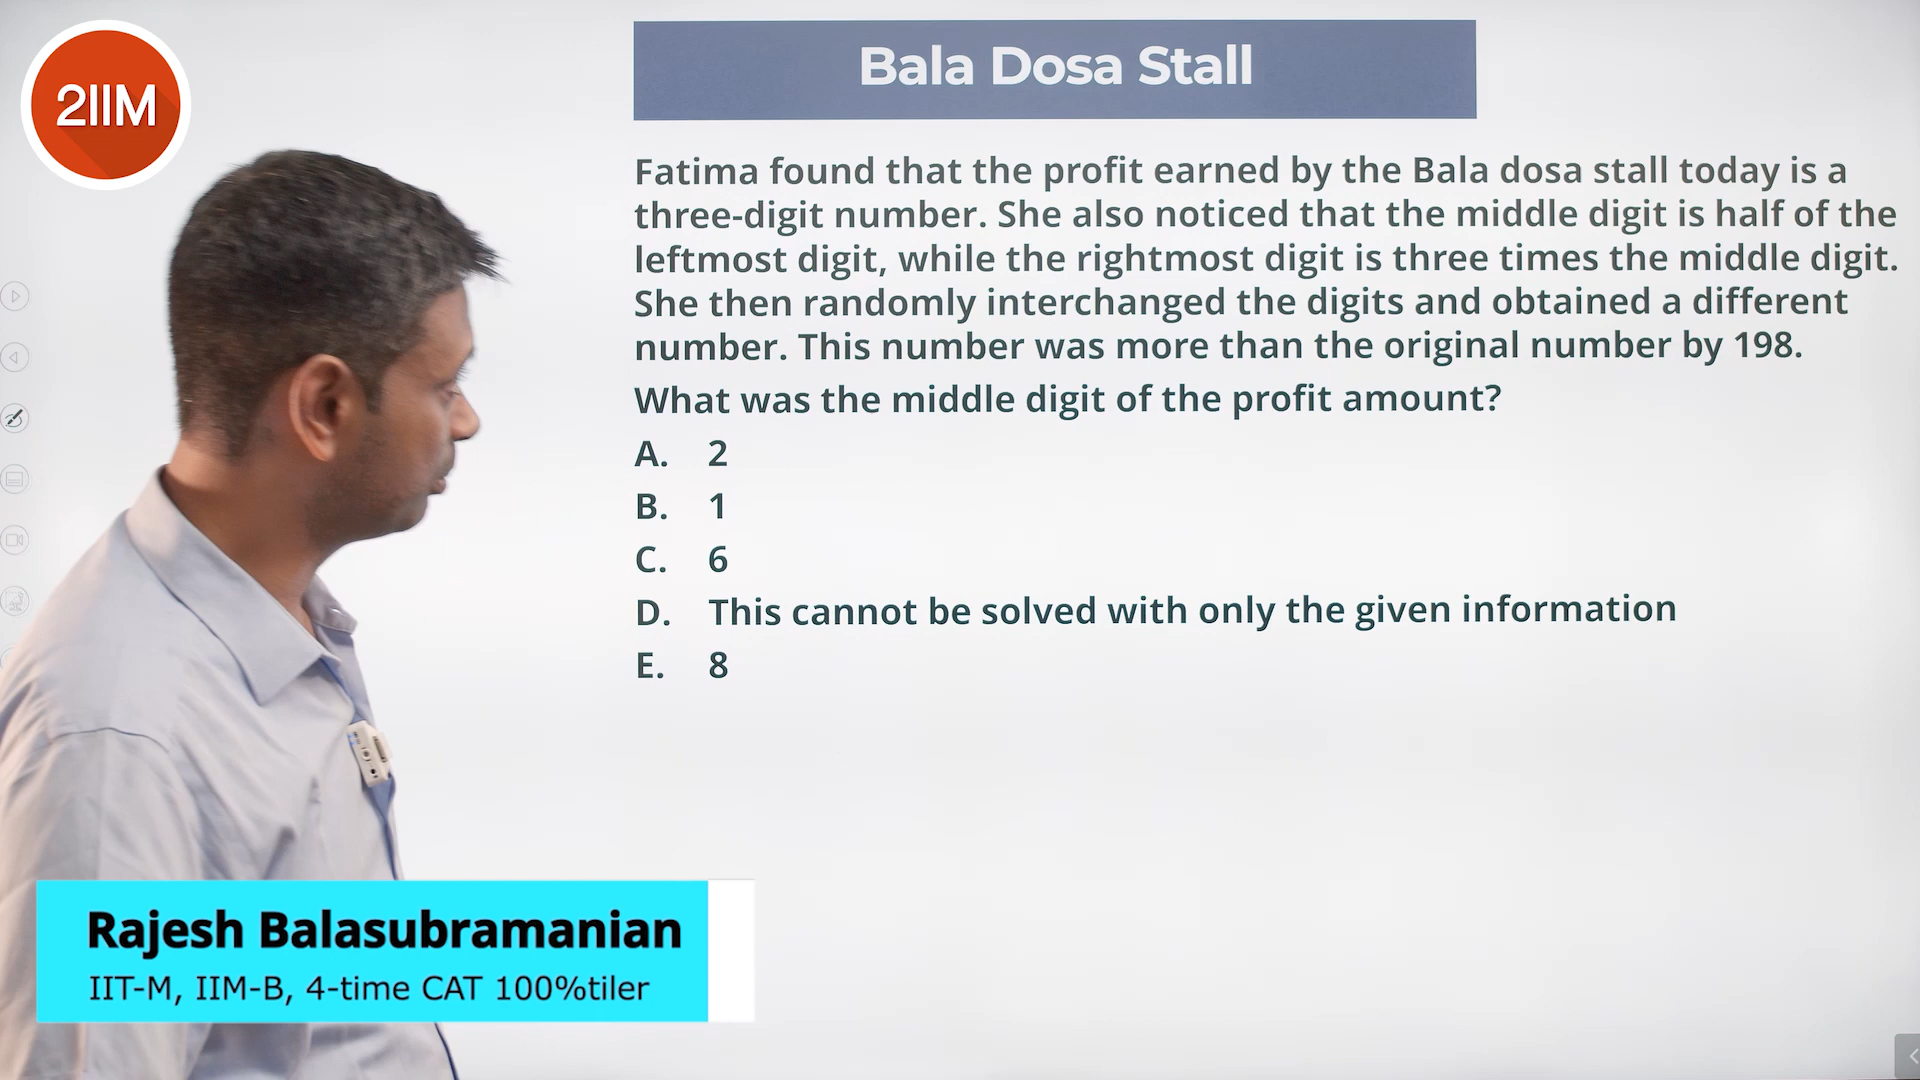 2IIM
Bala Dosa Stall
Fatima found that the profit earned by the Bala dosa stall today is a
three-digit number. She also noticed that the middle digit is half of the
leftmost digit, while the rightmost digit is three times the middle digit.
She then randomly interchanged the digits and obtained a different
number. This number was more than the original number by 198.
What was the middle digit of the profit amount?
A. 2
B. 1
C. 6
D. This cannot be solved with only the given information
E. 8
Rajesh Balasubramanian
IIT-M, IIM-B, 4-time CAT 100%tiler